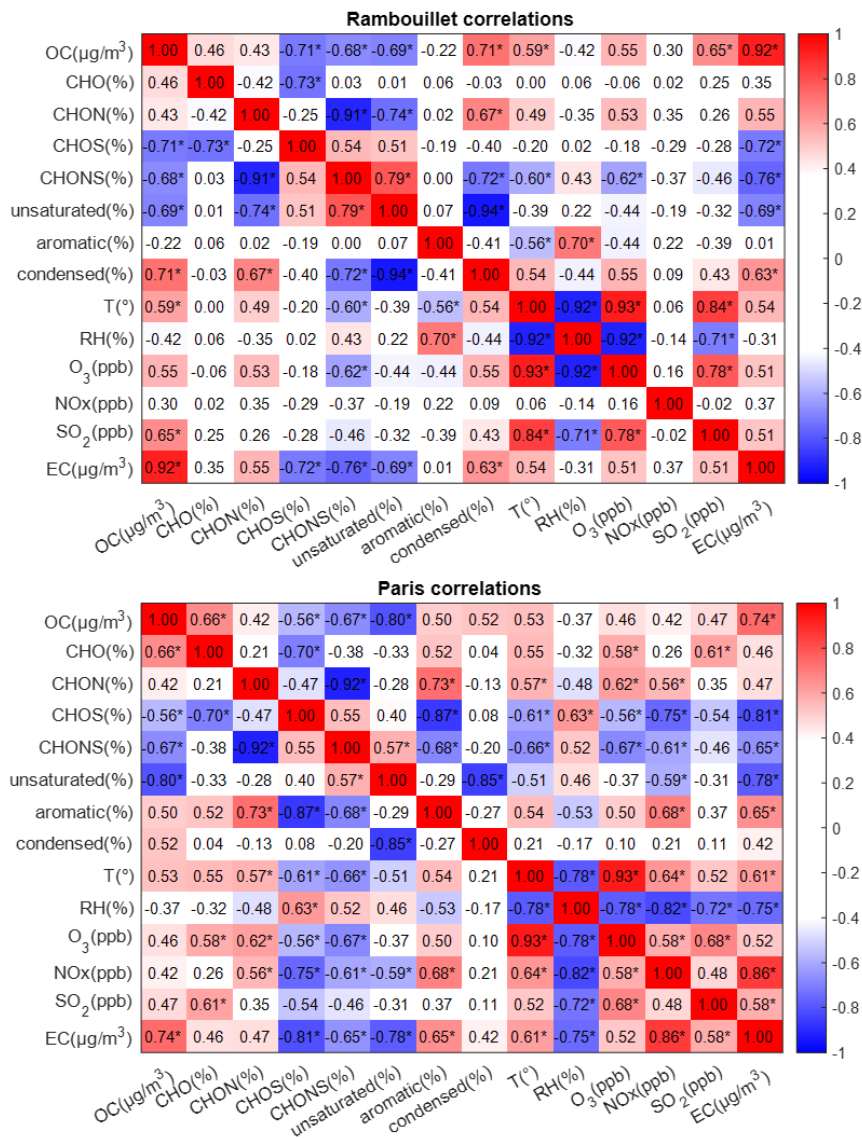 Rambouillet correlations
OC(μg/m³) 1.00 0.46 0.43 -0.71* -0.68* -0.69* -0.22 0.71* 0.59* -0.42 0.55 0.30 0.65* 0.92* 1
CHO(%) 0.46 1.00 -0.42 -0.73* 0.03 0.01 0.06 -0.03 0.00 0.06 -0.06 0.02 0.25 0.35 0.8
CHON(%) 0.43 -0.42 1.00 -0.25 -0.91* -0.74* 0.02 0.67* 0.49 -0.35 0.53 0.35 0.26 0.55 0.6
CHOS(%) -0.71* -0.73* -0.25 1.00 0.54 0.51 -0.19 -0.40 -0.20 0.02 -0.18 -0.29 -0.28 -0.72*
CHONS(%) -0.68* 0.03 -0.91* 0.54 1.00 0.79* 0.00 -0.72* -0.60* 0.43 -0.62* -0.37 -0.46 -0.76* 0.4
unsaturated(%) -0.69* 0.01 -0.74* 0.51 0.79* 1.00 0.07 -0.94* -0.39 0.22 -0.44 -0.19 -0.32 -0.69* 0.2
aromatic(%) -0.22 0.06 0.02 -0.19 0.00 0.07 1.00 -0.41 -0.56* 0.70* -0.44 0.22 -0.39 0.01 0
condensed(%) 0.71* -0.03 0.67* -0.40 -0.72* -0.94* -0.41 1.00 0.54 -0.44 0.55 0.09 0.43 0.63*
T(°) 0.59* 0.00 0.49 -0.20 -0.60* -0.39 -0.56* 0.54 1.00 -0.92* 0.93* 0.06 0.84* 0.54 -0.2
RH(%) -0.42 0.06 -0.35 0.02 0.43 0.22 0.70* -0.44 -0.92* 1.00 -0.92* -0.14 -0.71* -0.31 -0.4
O₃(ppb) 0.55 -0.06 0.53 -0.18 -0.62* -0.44 -0.44 0.55 0.93* -0.92* 1.00 0.16 0.78* 0.51
NOx(ppb) 0.30 0.02 0.35 -0.29 -0.37 -0.19 0.22 0.09 0.06 -0.14 0.16 1.00 -0.02 0.37 -0.6
SO₂(ppb) 0.65* 0.25 0.26 -0.28 -0.46 -0.32 -0.39 0.43 0.84* -0.71* 0.78* -0.02 1.00 0.51 -0.8
EC(μg/m³) 0.92* 0.35 0.55 -0.72* -0.76* -0.69* 0.01 0.63* 0.54 -0.31 0.51 0.37 0.51 1.00 -1
OC(μg/m³) CHO(%) CHON(%) CHOS(%) CHONS(%) unsaturated(%) aromatic(%) condensed(%) T(°) RH(%) O₃(ppb) NOx(ppb) SO₂(ppb) EC(μg/m³)
Paris correlations
OC(μg/m³) 1.00 0.66* 0.42 -0.56* -0.67* -0.80* 0.50 0.52 0.53 -0.37 0.46 0.42 0.47 0.74* 1
CHO(%) 0.66* 1.00 0.21 -0.70* -0.38 -0.33 0.52 0.04 0.55 -0.32 0.58* 0.26 0.61* 0.46 0.8
CHON(%) 0.42 0.21 1.00 -0.47 -0.92* -0.28 0.73* -0.13 0.57* -0.48 0.62* 0.56* 0.35 0.47 0.6
CHOS(%) -0.56* -0.70* -0.47 1.00 0.55 0.40 -0.87* 0.08 -0.61* 0.63* -0.56* -0.75* -0.54 -0.81*
CHONS(%) -0.67* -0.38 -0.92* 0.55 1.00 0.57* -0.68* -0.20 -0.66* 0.52 -0.67* -0.61* -0.46 -0.65* 0.4
unsaturated(%) -0.80* -0.33 -0.28 0.40 0.57* 1.00 -0.29 -0.85* -0.51 0.46 -0.37 -0.59* -0.31 -0.78* 0.2
aromatic(%) 0.50 0.52 0.73* -0.87* -0.68* -0.29 1.00 -0.27 0.54 -0.53 0.50 0.68* 0.37 0.65* 0
condensed(%) 0.52 0.04 -0.13 0.08 -0.20 -0.85* -0.27 1.00 0.21 -0.17 0.10 0.21 0.11 0.42
T(°) 0.53 0.55 0.57* -0.61* -0.66* -0.51 0.54 0.21 1.00 -0.78* 0.93* 0.64* 0.52 0.61* -0.2
RH(%) -0.37 -0.32 -0.48 0.63* 0.52 0.46 -0.53 -0.17 -0.78* 1.00 -0.78* -0.82* -0.72* -0.75* -0.4
O₃(ppb) 0.46 0.58* 0.62* -0.56* -0.67* -0.37 0.50 0.10 0.93* -0.78* 1.00 0.58* 0.68* 0.52
NOx(ppb) 0.42 0.26 0.56* -0.75* -0.61* -0.59* 0.68* 0.21 0.64* -0.82* 0.58* 1.00 0.48 0.86* -0.6
SO₂(ppb) 0.47 0.61* 0.35 -0.54 -0.46 -0.31 0.37 0.11 0.52 -0.72* 0.68* 0.48 1.00 0.58* -0.8
EC(μg/m³) 0.74* 0.46 0.47 -0.81* -0.65* -0.78* 0.65* 0.42 0.61* -0.75* 0.52 0.86* 0.58* 1.00 -1
OC(μg/m³) CHO(%) CHON(%) CHOS(%) CHONS(%) unsaturated(%) aromatic(%) condensed(%) T(°) RH(%) O₃(ppb) NOx(ppb) SO₂(ppb) EC(μg/m³)